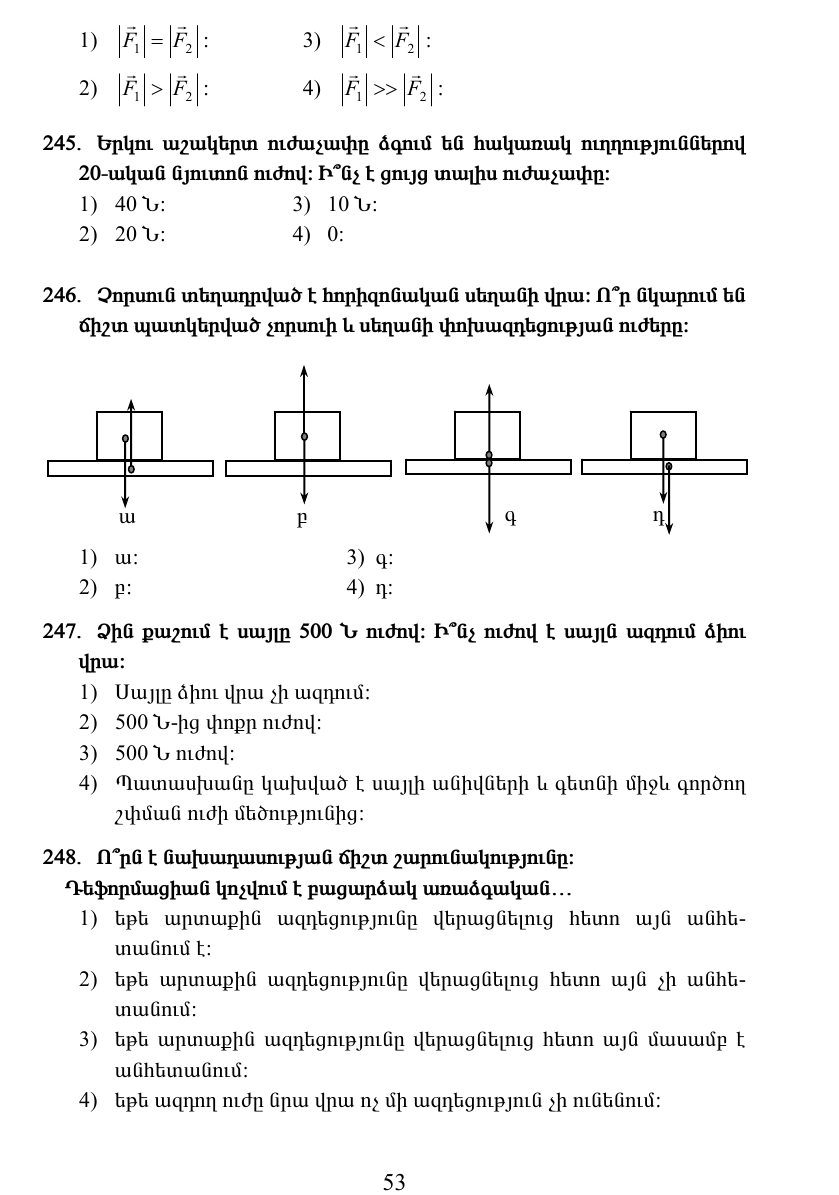 1) |F⃗₁| = |F⃗₂| : 3) |F⃗₁| < |F⃗₂| :
2) |F⃗₁| > |F⃗₂| : 4) |F⃗₁| >> |F⃗₂| :
245. Երկու աշակերտ ուժաչափը ձգում են հակառակ ուղղություններով
20-ական նյուտոն ուժով: Ի՞նչ է ցույց տալիս ուժաչափը:
1) 40 Ն: 3) 10 Ն:
2) 20 Ն: 4) 0:
246. Չորսուն տեղադրված է հորիզոնական սեղանի վրա: Ո՞ր նկարում են
ճիշտ պատկերված չորսուի և սեղանի փոխազդեցության ուժերը:
ա բ գ դ
1) ա: 3) գ:
2) բ: 4) դ:
247. Ձին քաշում է սայլը 500 Ն ուժով: Ի՞նչ ուժով է սայլն ազդում ձիու
վրա:
1) Սայլը ձիու վրա չի ազդում:
2) 500 Ն-ից փոքր ուժով:
3) 500 Ն ուժով:
4) Պատասխանը կախված է սայլի անիվների և գետնի միջև գործող
շփման ուժի մեծությունից:
248. Ո՞րն է նախադասության ճիշտ շարունակությունը:
Դեֆորմացիան կոչվում է բացարձակ առաձգական…
1) եթե արտաքին ազդեցությունը վերացնելուց հետո այն անհե-
տանում է:
2) եթե արտաքին ազդեցությունը վերացնելուց հետո այն չի անհե-
տանում:
3) եթե արտաքին ազդեցությունը վերացնելուց հետո այն մասամբ է
անհետանում:
4) եթե ազդող ուժը նրա վրա ոչ մի ազդեցություն չի ունենում:
53